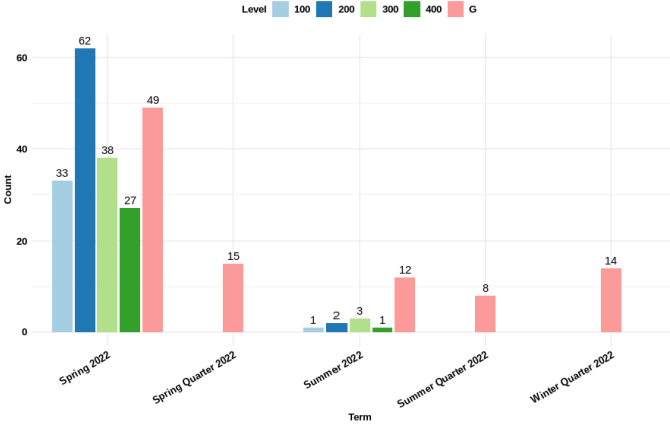 Level 100 200 300 400 G
62
49
38
33
27
15
14
12
8
3
2
1
1
60
40
20
0
Count
Spring 2022
Spring Quarter 2022
Summer 2022
Summer Quarter 2022
Winter Quarter 2022
Term